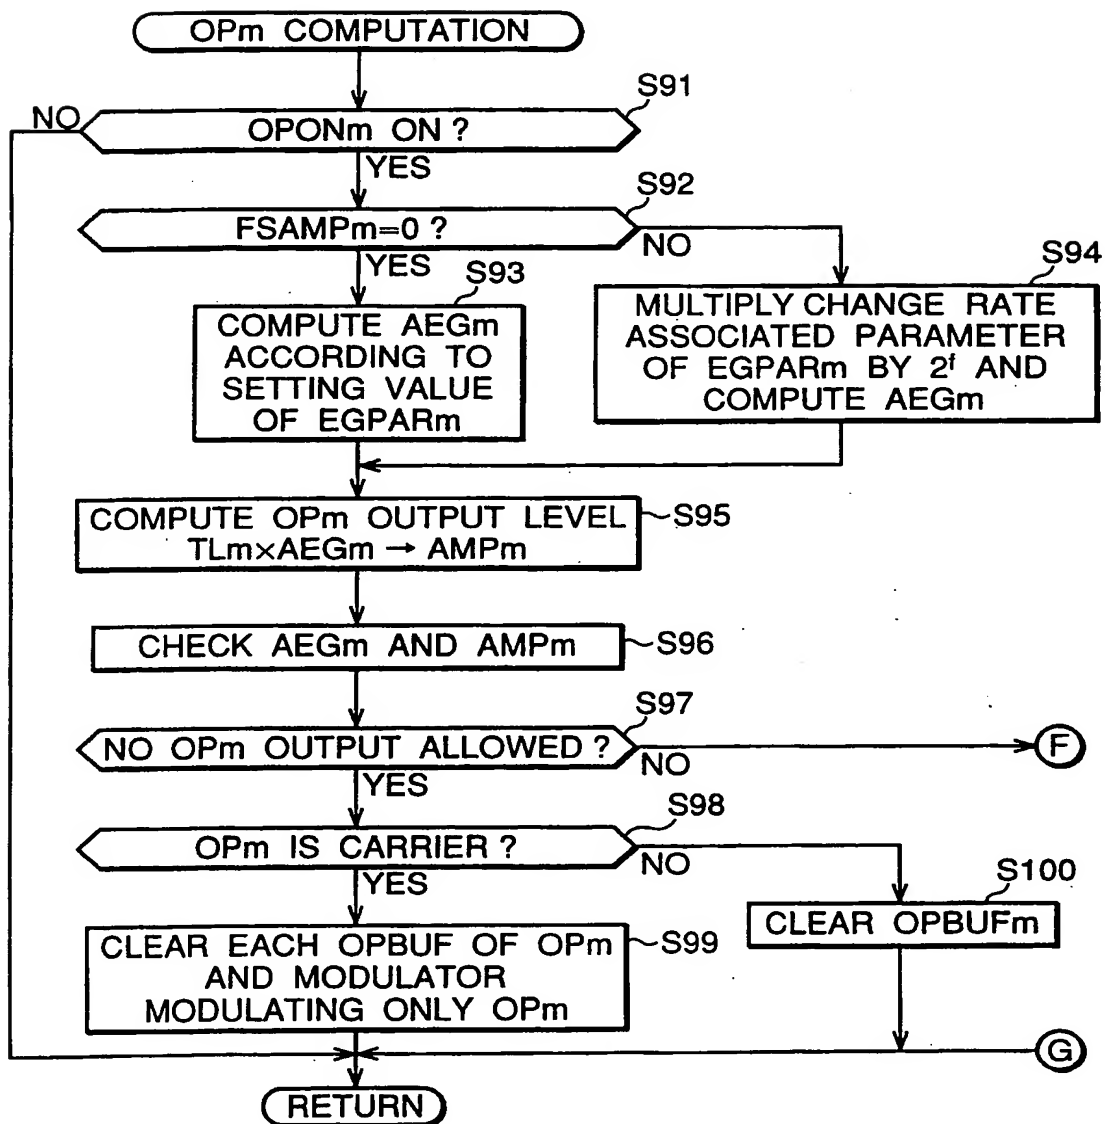 OPm COMPUTATION
S91
NO
OPONm ON ?
YES
S92
FSAMPm=0 ?
NO
YES
S93
COMPUTE AEGm
ACCORDING TO
SETTING VALUE
OF EGPARm
S94
MULTIPLY CHANGE RATE
ASSOCIATED PARAMETER
OF EGPARm BY 2^f AND
COMPUTE AEGm
COMPUTE OPm OUTPUT LEVEL
TLm×AEGm → AMPm
S95
CHECK AEGm AND AMPm
S96
S97
NO OPm OUTPUT ALLOWED ?
NO
F
YES
S98
OPm IS CARRIER ?
NO
YES
S100
CLEAR OPBUFm
CLEAR EACH OPBUF OF OPm
AND MODULATOR
MODULATING ONLY OPm
S99
G
RETURN